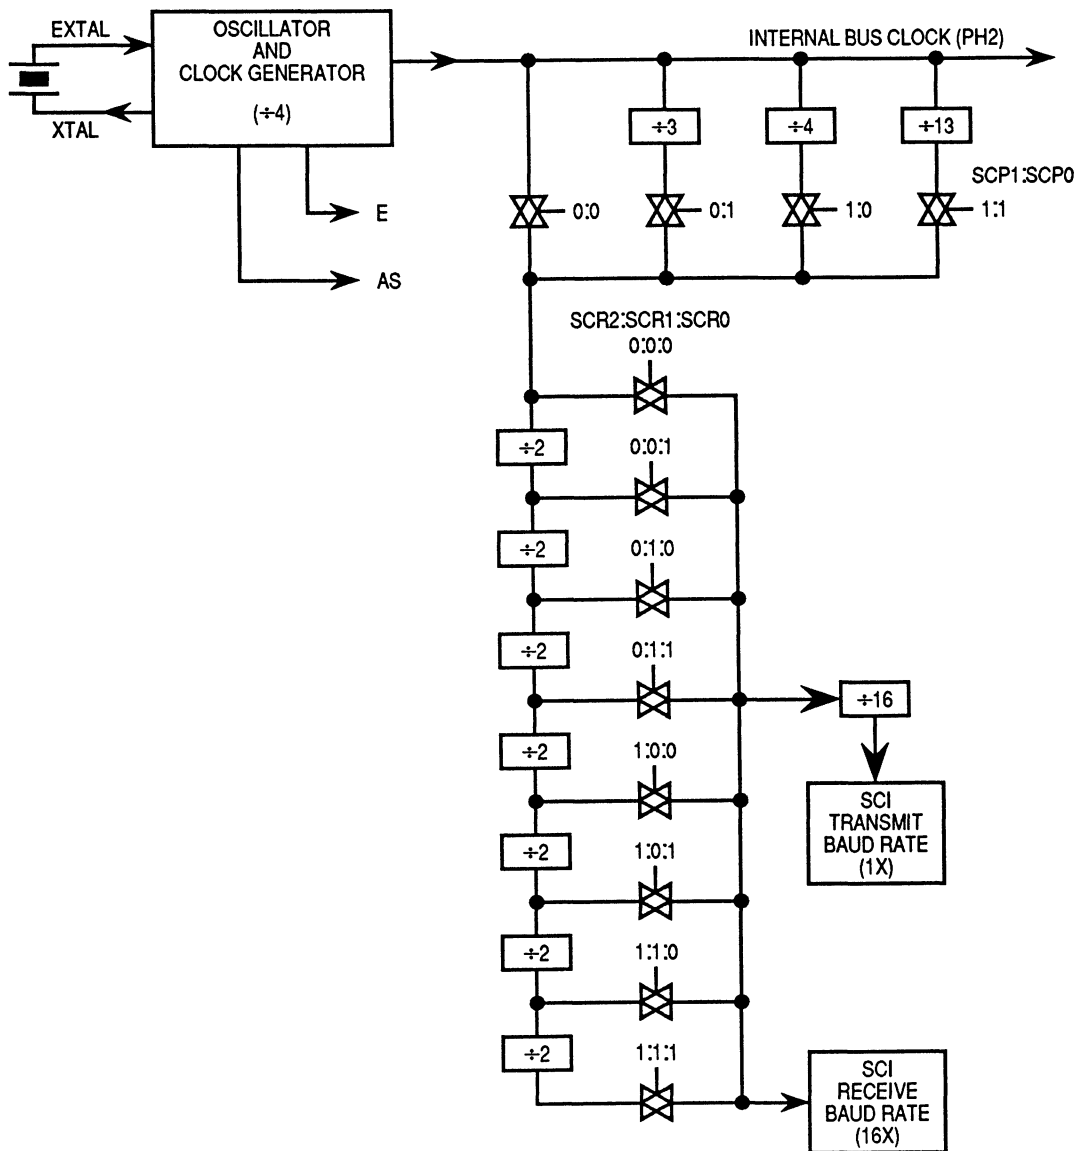 EXTAL
XTAL
OSCILLATOR
AND
CLOCK GENERATOR
(÷4)
E
AS
INTERNAL BUS CLOCK (PH2)
÷3
÷4
÷13
SCP1:SCP0
0:0
0:1
1:0
1:1
SCR2:SCR1:SCR0
0:0:0
÷2
0:0:1
÷2
0:1:0
÷2
0:1:1
÷16
÷2
1:0:0
SCI
TRANSMIT
BAUD RATE
(1X)
÷2
1:0:1
÷2
1:1:0
÷2
1:1:1
SCI
RECEIVE
BAUD RATE
(16X)